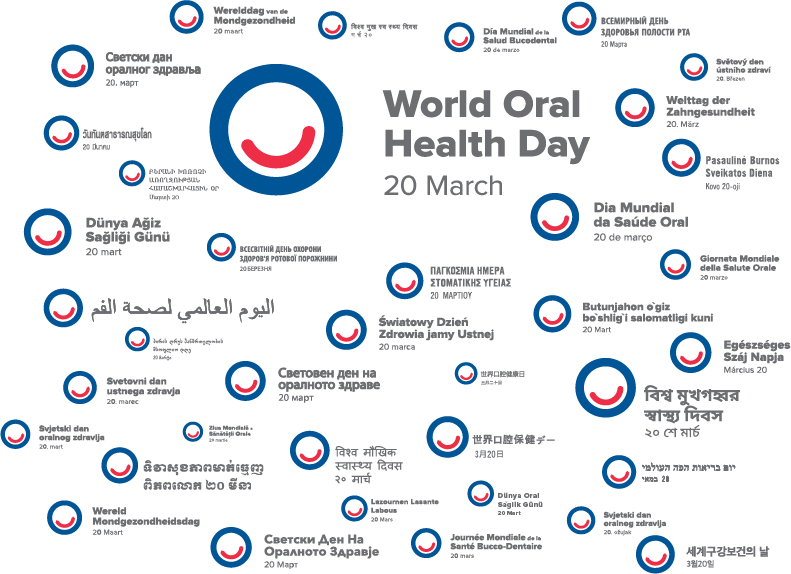 Werelddag van de
Mondgezondheid
20 maart
विश्व मुख स्व स्थ्य दिवस
Día Mundial de la
Salud Bucodental
20 de marzo
ВСЕМИРНЫЙ ДЕНЬ
ЗДОРОВЬЯ ПОЛОСТИ РТА
20 Марта
Светски дан
оралног здравља
20. март
World Oral
Health Day
20 March
Světový den
ústního zdraví
20. Březen
Welttag der
Zahngesundheit
20. März
วันทันตสาธารณสุขโลก
20 มีนาคม
Pasaulinė Burnos
Sveikatos Diena
Kovo 20-oji
ԲԵՐԱՆԻ ԽՈՌՈՉԻ
ԱՌՈՂՋՈՒԹՅԱՆ
ՀԱՄԱՇԽԱՐՀԱՅԻՆ ՕՐ
Մարտի 20
Dünya Ağiz
Sağliği Günü
20 mart
Dia Mundial
da Saúde Oral
20 de março
ВСЕСВІТНІЙ ДЕНЬ ОХОРОНИ
ЗДОРОВ'Я РОТОВОЇ ПОРОЖНИНИ
20 БЕРЕЗНЯ
Giornata Mondiale
della Salute Orale
20 marzo
ΠΑΓΚΟΣΜΙΑ ΗΜΕΡΑ
ΣΤΟΜΑΤΙΚΗΣ ΥΓΕΙΑΣ
20 ΜΑΡΤΙΟΥ
اليوم العالمي لصحة الفم
Butunjahon o`giz
bo`shlig`i salomatligi kuni
20 Mart
Światowy Dzień
Zdrowia jamy Ustnej
20 marca
Egészséges
Száj Napja
Március 20
Svetovni dan
ustnega zdravja
20. marec
Световен ден на
оралното здраве
20 март
世界口腔健康日
三月二十日
বিশ্ব মুখগহ্বর
স্বাস্থ্য দিবস
২০ শে মার্চ
Svjetski dan
oralnog zdravlja
20. mart
Ziua Mondială a
Sănătății Orale
20 martie
विश्व मौखिक
स्वास्थ्य दिवस
२० मार्च
世界口腔保健デー
3月20日
ទិវាសុខភាពមាត់ធ្មេញ
ពិភពលោក ២០ មីនា
יום בריאות הפה העולמי
20 במאי
Wereld
Mondgezondheidsdag
20 Maart
Lazournen Lasante
Labous
20 Mars
Dünya Oral
Sağlik Günü
20 Mart
Svjetski dan
oralnog zdravlja
20. ožujak
Светски Ден На
Оралното Здравје
20 Март
Journée Mondiale de la
Santé Bucco-Dentaire
20 mars
세계구강보건의 날
3월20일